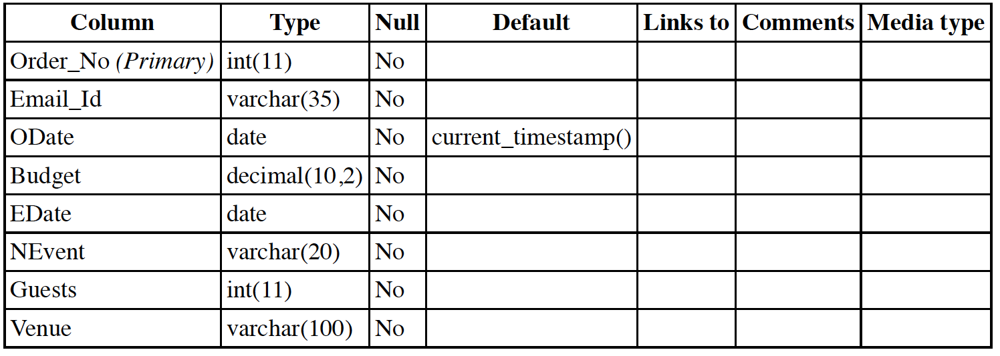 Column Type Null Default Links to Comments Media type
Order_No (Primary) int(11) No
Email_Id varchar(35) No
ODate date No current_timestamp()
Budget decimal(10,2) No
EDate date No
NEvent varchar(20) No
Guests int(11) No
Venue varchar(100) No